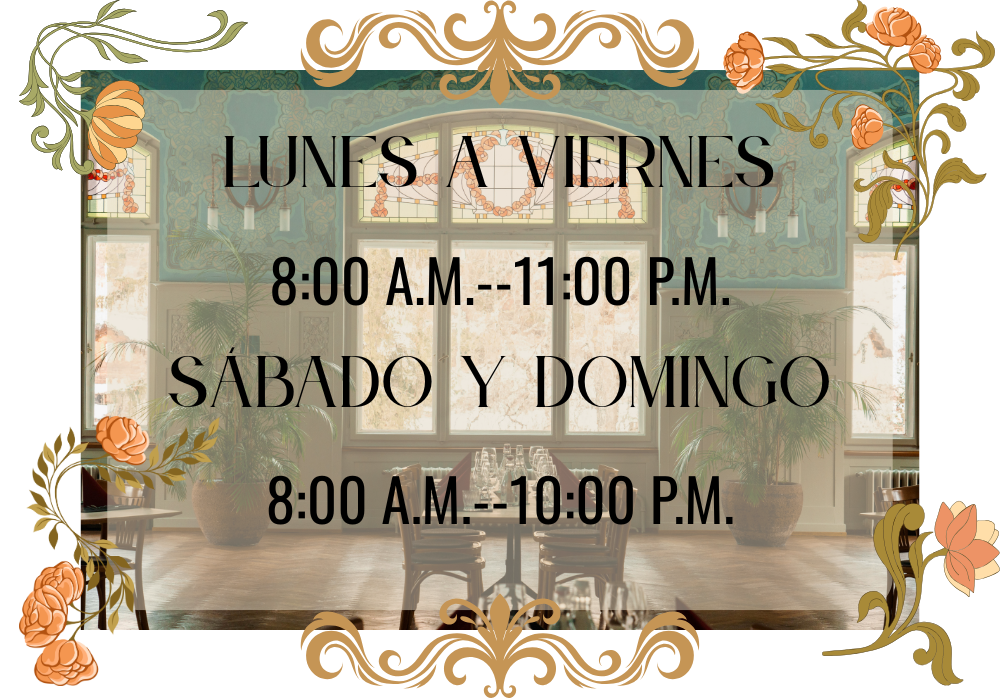 LUNES A VIERNES
8:00 A.M.--11:00 P.M.
SÁBADO Y DOMINGO
8:00 A.M.--10:00 P.M.